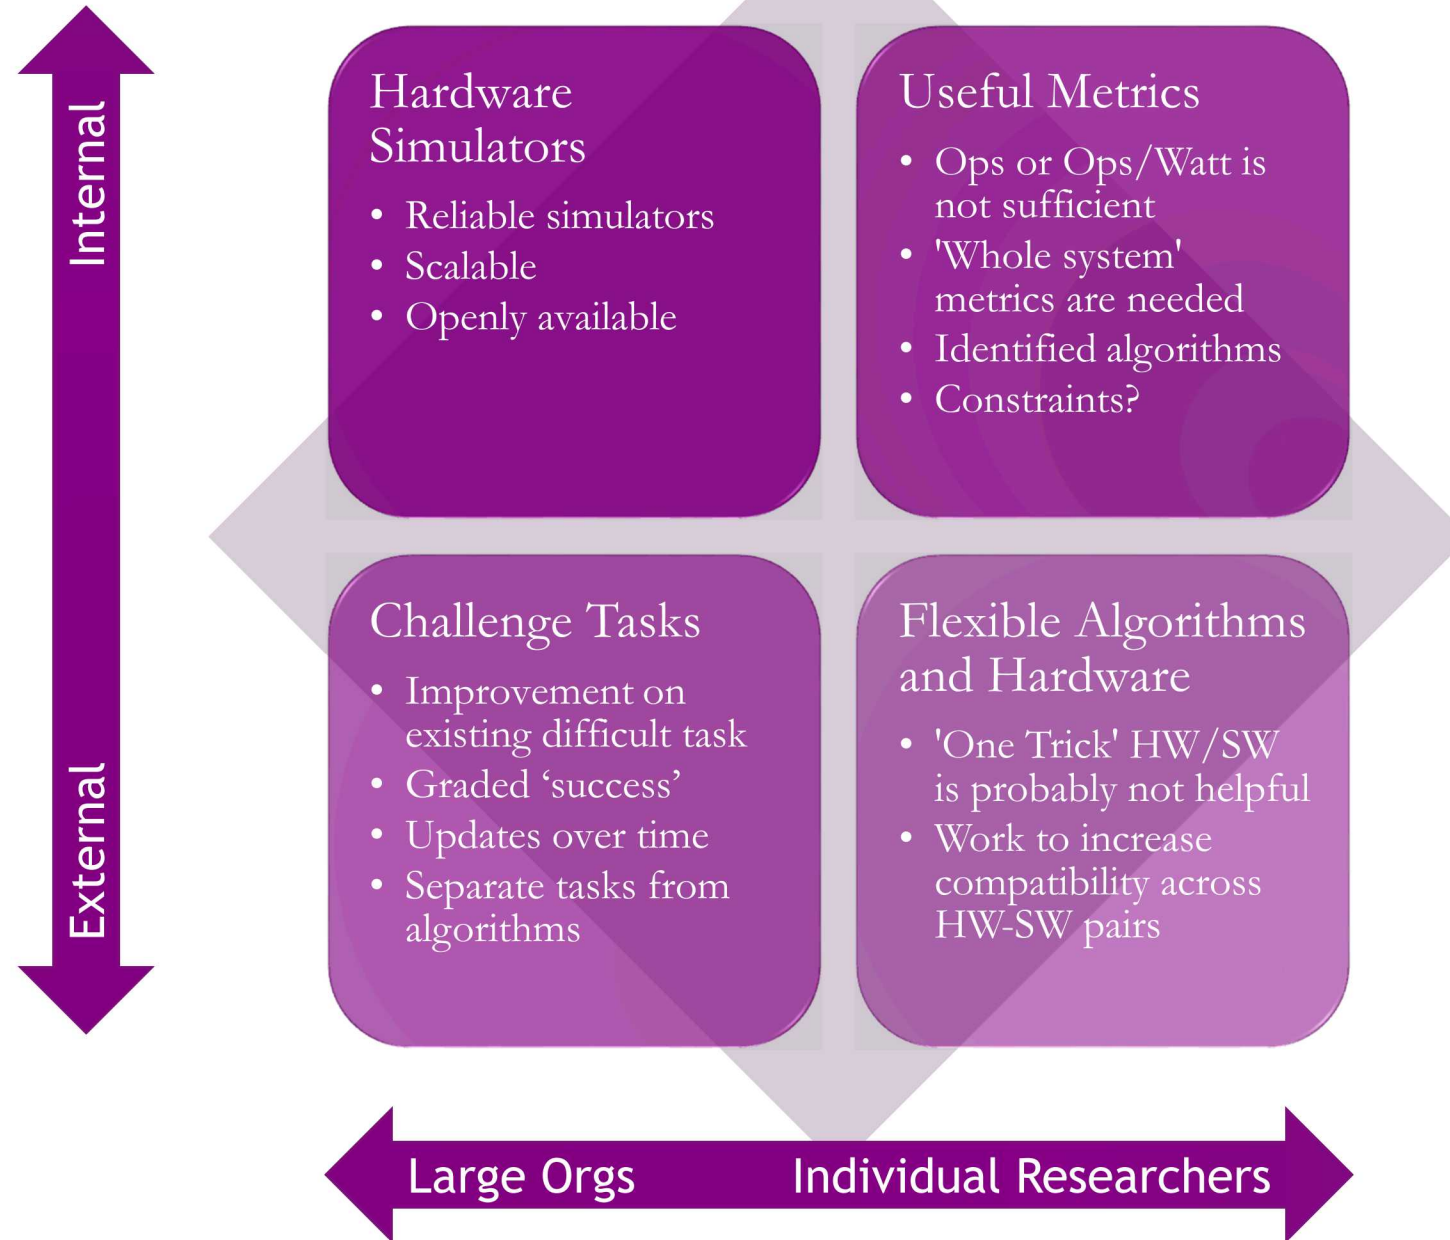 Internal
External
Hardware
Simulators
• Reliable simulators
• Scalable
• Openly available
Useful Metrics
• Ops or Ops/Watt is
not sufficient
• 'Whole system'
metrics are needed
• Identified algorithms
• Constraints?
Challenge Tasks
• Improvement on
existing difficult task
• Graded ‘success’
• Updates over time
• Separate tasks from
algorithms
Flexible Algorithms
and Hardware
• 'One Trick' HW/SW
is probably not helpful
• Work to increase
compatibility across
HW-SW pairs
Large Orgs
Individual Researchers